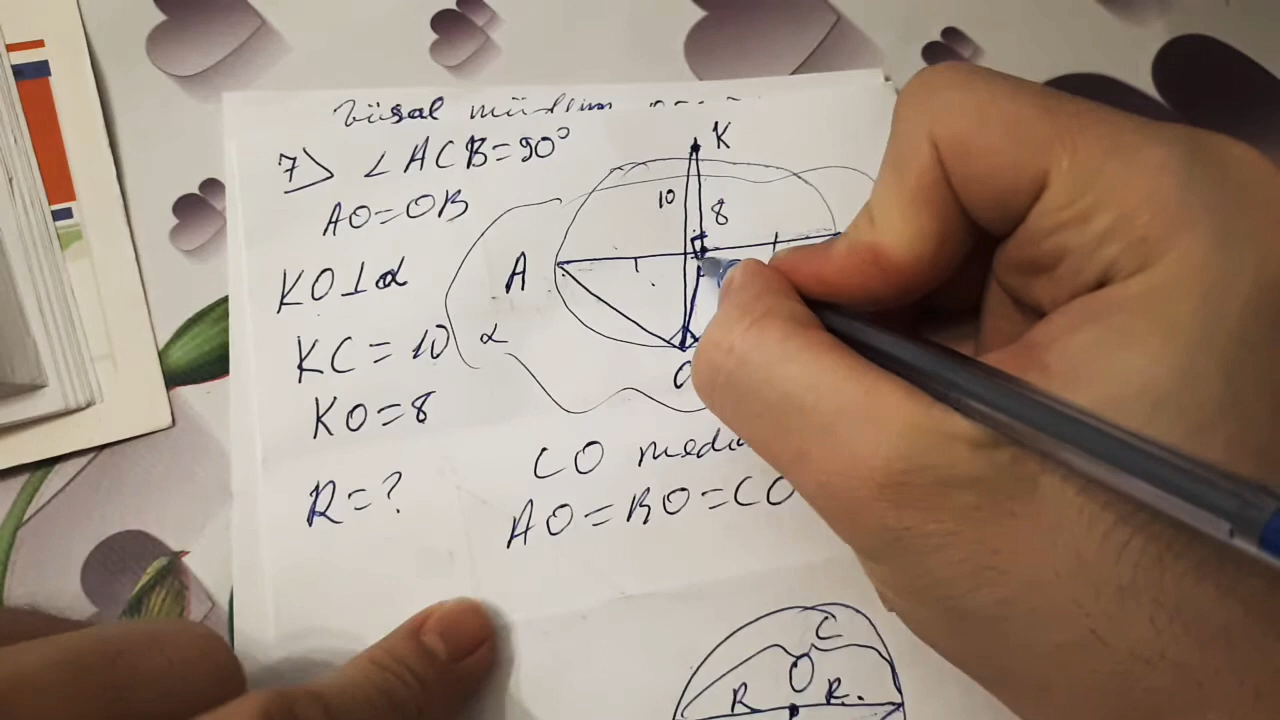 7) ∠ACB=90°
AO=OB
KO⊥α
KC=10
KO=8
R=?
K
10
8
A
α
CO
AO=BO=CO
C
O
R
R.